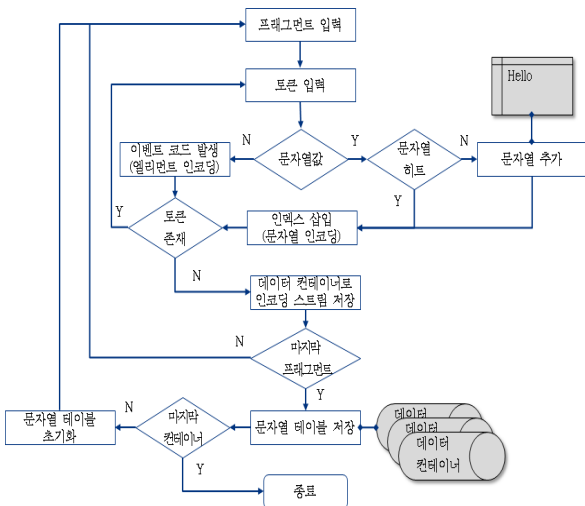 프래그먼트 입력
토큰 입력
Hello
N
Y
N
이벤트 코드 발생
(엘리먼트 인코딩)
문자열값
문자열
히트
문자열 추가
Y
Y
토큰
존재
인덱스 삽입
(문자열 인코딩)
N
데이터 컨테이너로
인코딩 스트림 저장
N
마지막
프래그먼트
Y
문자열 테이블
초기화
N
마지막
컨테이너
문자열 테이블 저장
데이터
데이터
데이터
컨테이너
Y
종료